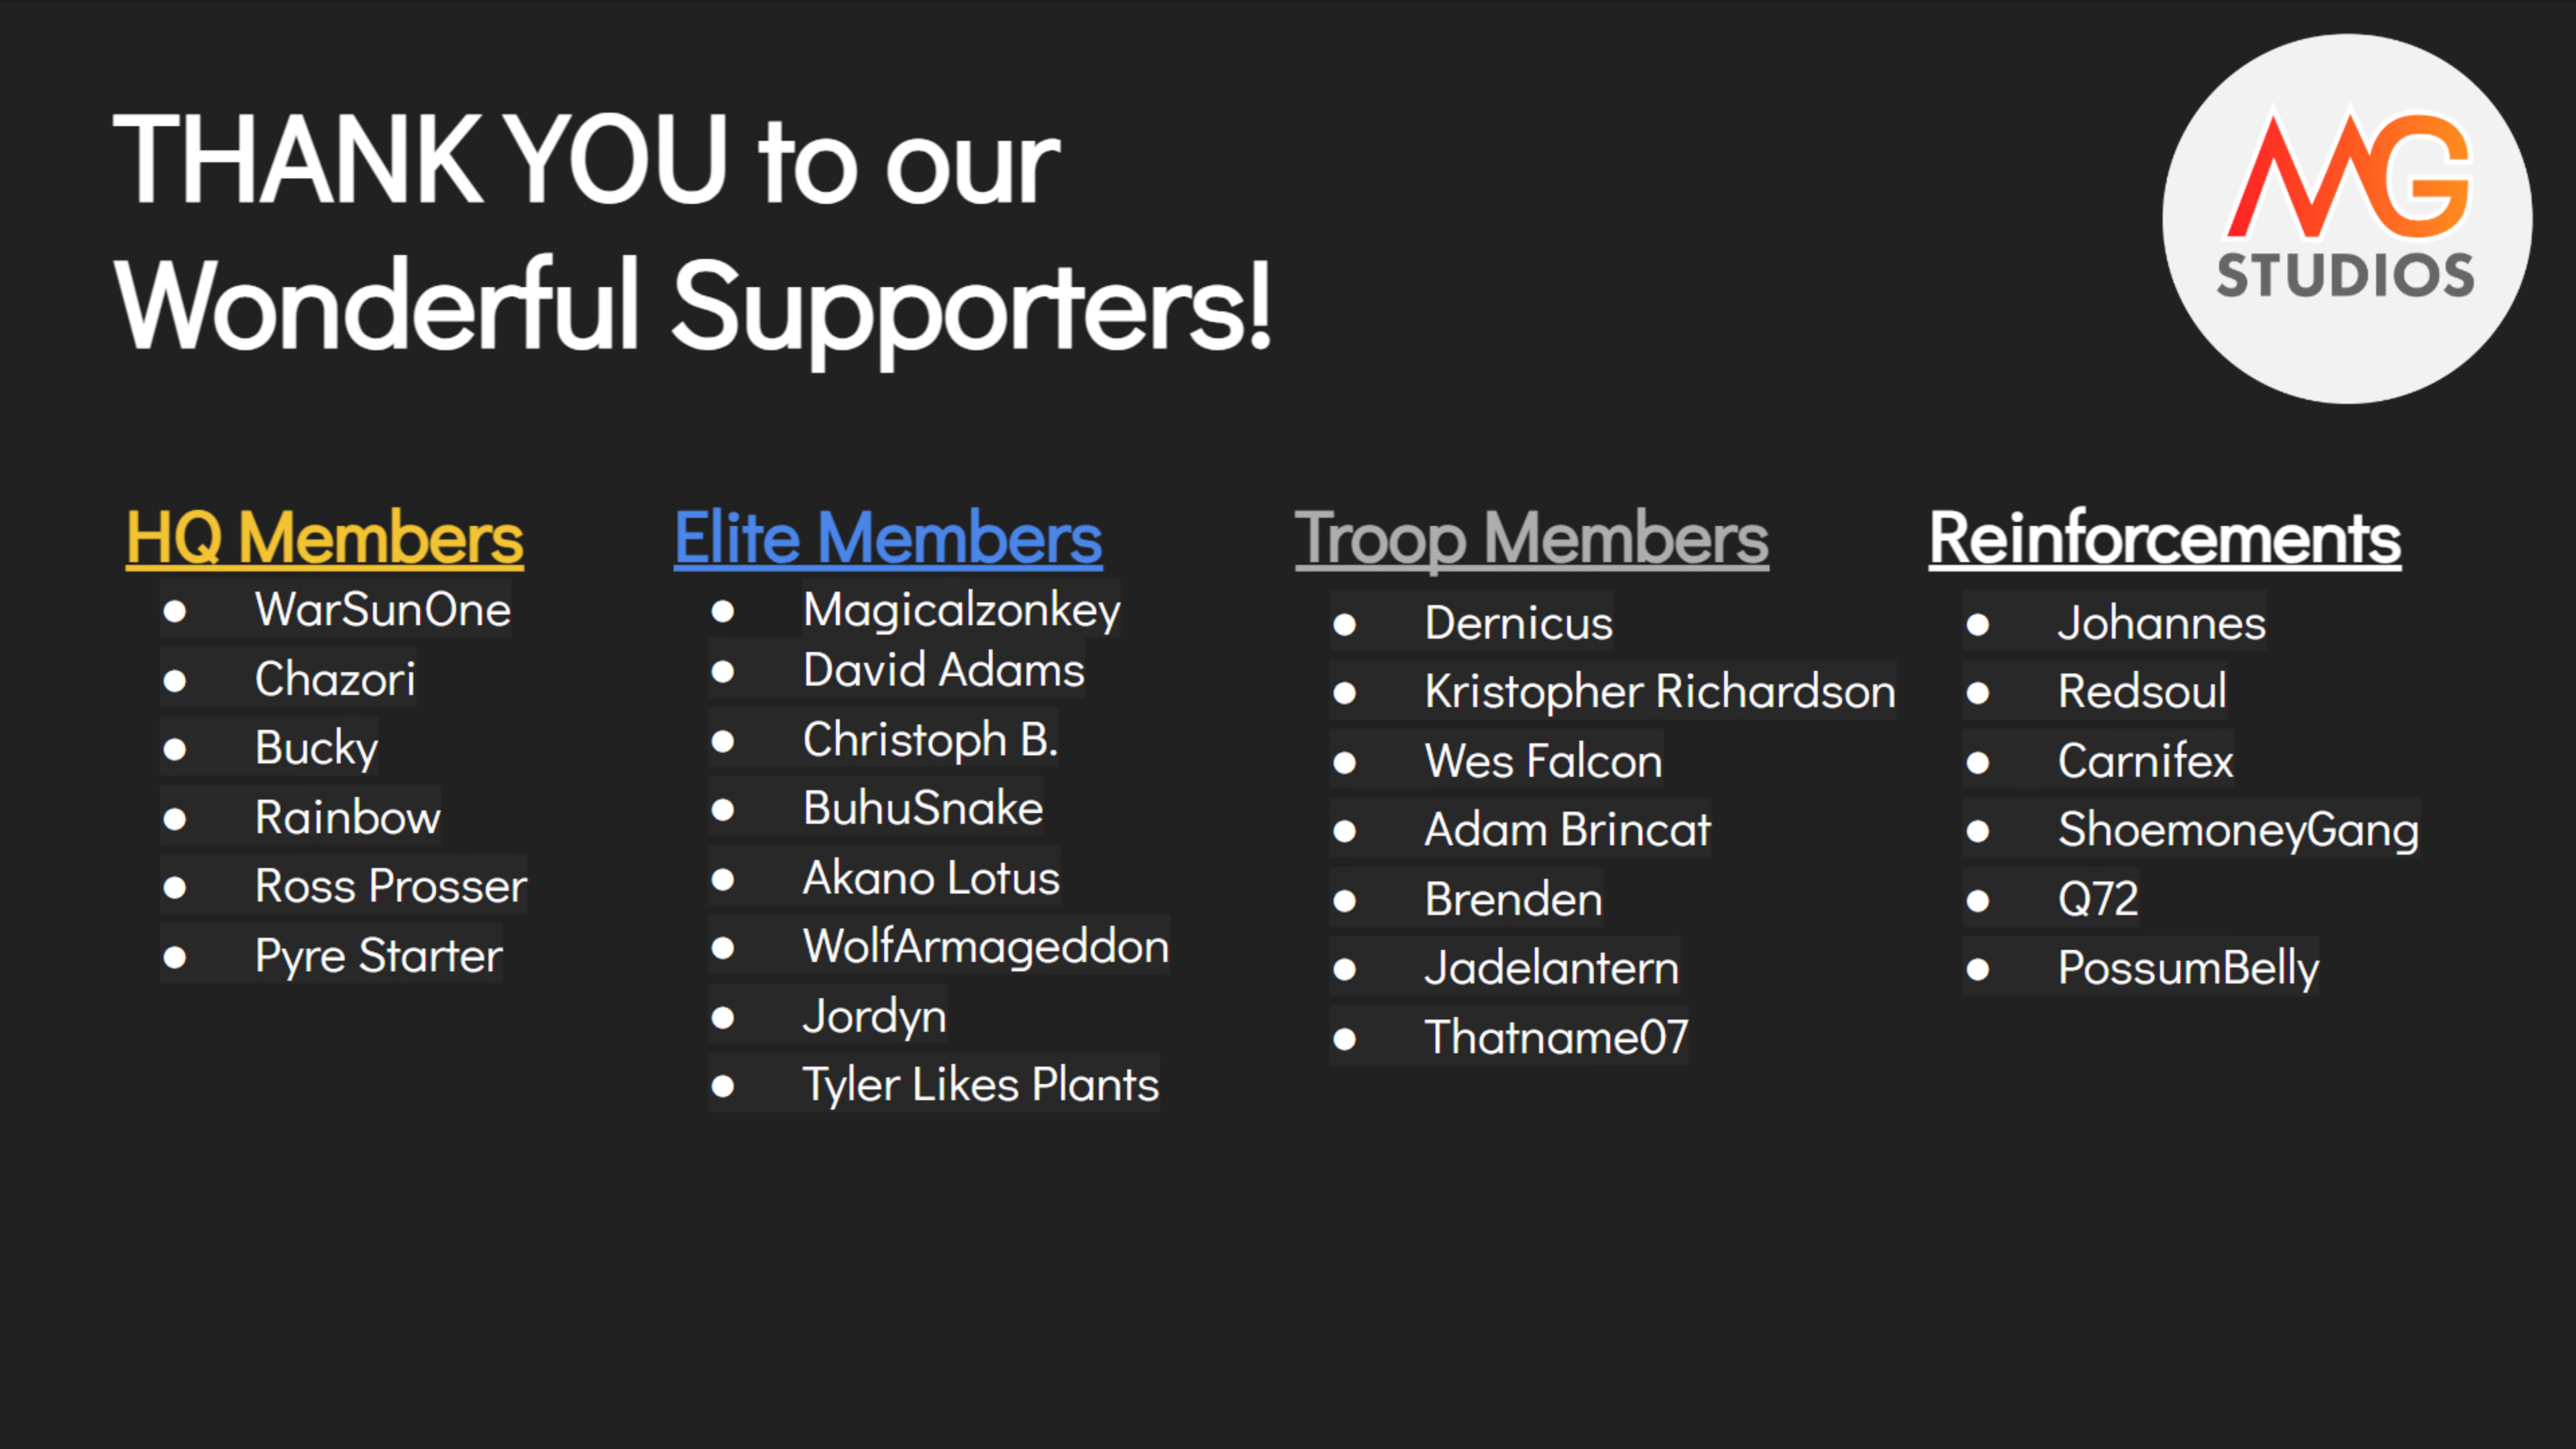 THANK YOU to our
Wonderful Supporters!
MG
STUDIOS
HQ Members
● WarSunOne
● Chazori
● Bucky
● Rainbow
● Ross Prosser
● Pyre Starter
Elite Members
● Magicalzonkey
● David Adams
● Christoph B.
● BuhuSnake
● Akano Lotus
● WolfArmageddon
● Jordyn
● Tyler Likes Plants
Troop Members
● Dernicus
● Kristopher Richardson
● Wes Falcon
● Adam Brincat
● Brenden
● Jadelantern
● Thatname07
Reinforcements
● Johannes
● Redsoul
● Carnifex
● ShoemoneyGang
● Q72
● PossumBelly